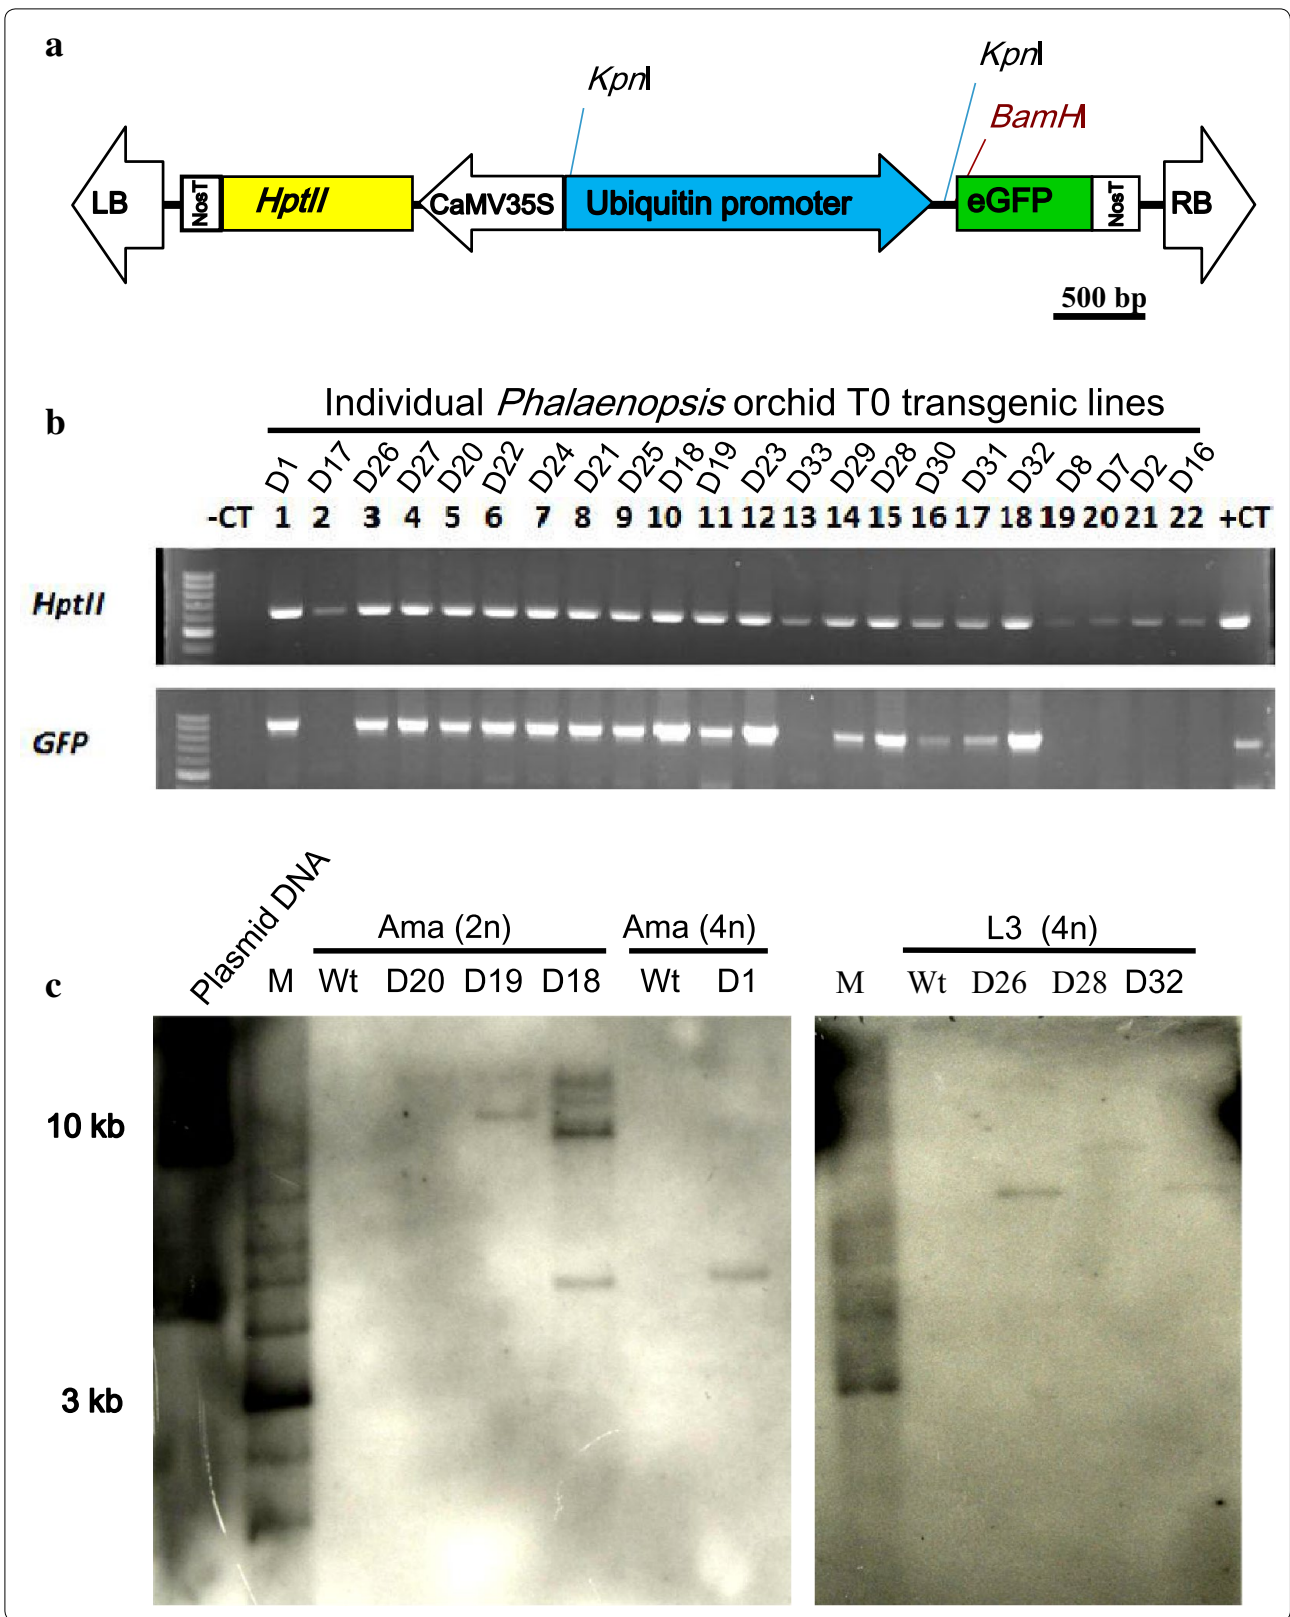 a
KpnI
KpnI
BamHI
LB NosT HptII CaMV35S Ubiquitin promoter eGFP NosT RB
500 bp
b
Individual Phalaenopsis orchid T0 transgenic lines
D1 D17 D26 D27 D20 D22 D24 D21 D25 D18 D19 D23 D33 D29 D28 D30 D31 D32 D8 D7 D2 D16
-CT 1 2 3 4 5 6 7 8 9 10 11 12 13 14 15 16 17 18 19 20 21 22 +CT
HptII
GFP
c
Plasmid DNA
Ama (2n) Ama (4n) L3 (4n)
M Wt D20 D19 D18 Wt D1 M Wt D26 D28 D32
10 kb
3 kb